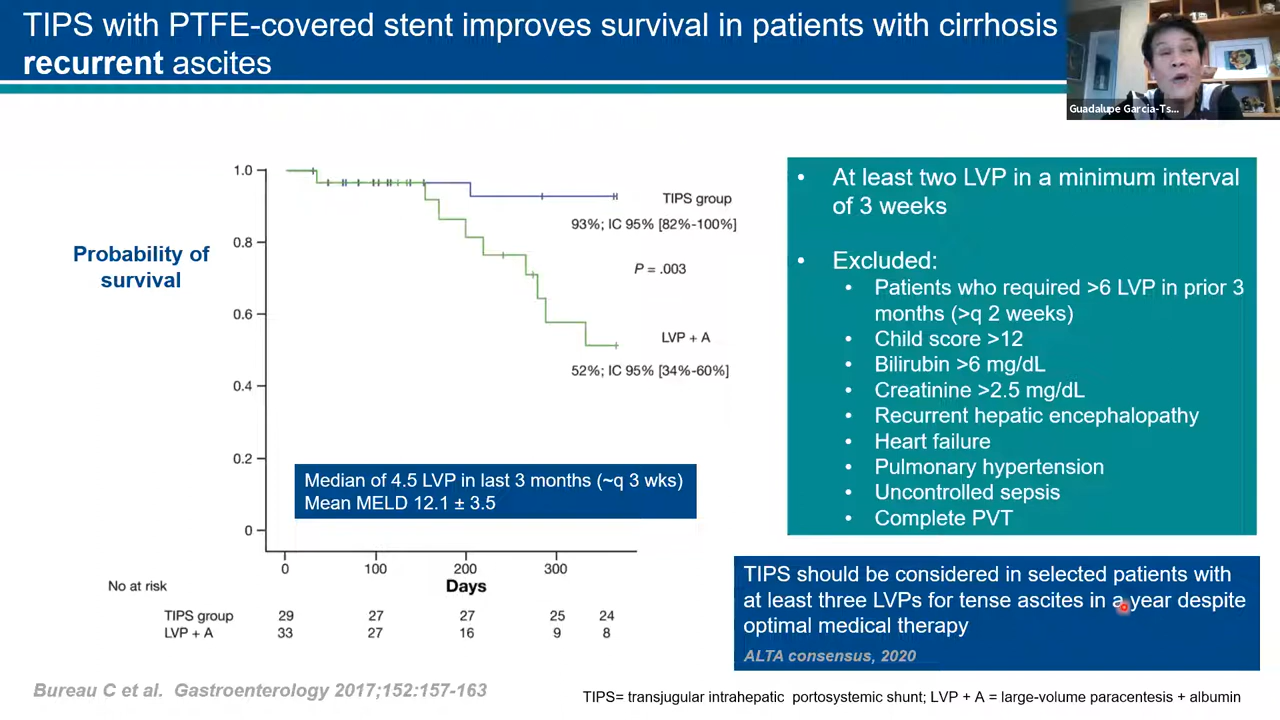 TIPS with PTFE-covered stent improves survival in patients with cirrhosis
recurrent ascites
Guadalupe Garcia-Ts...
Probability of
survival
1.0
0.8
0.6
0.4
0.2
0
TIPS group
93%; IC 95% [82%-100%]
P = .003
LVP + A
52%; IC 95% [34%-60%]
Median of 4.5 LVP in last 3 months (~q 3 wks)
Mean MELD 12.1 ± 3.5
0 100 200 300
Days
No at risk
TIPS group 29 27 27 25 24
LVP + A 33 27 16 9 8
• At least two LVP in a minimum interval
of 3 weeks
• Excluded:
• Patients who required >6 LVP in prior 3
months (>q 2 weeks)
• Child score >12
• Bilirubin >6 mg/dL
• Creatinine >2.5 mg/dL
• Recurrent hepatic encephalopathy
• Heart failure
• Pulmonary hypertension
• Uncontrolled sepsis
• Complete PVT
TIPS should be considered in selected patients with
at least three LVPs for tense ascites in a year despite
optimal medical therapy
ALTA consensus, 2020
Bureau C et al. Gastroenterology 2017;152:157-163
TIPS= transjugular intrahepatic portosystemic shunt; LVP + A = large-volume paracentesis + albumin